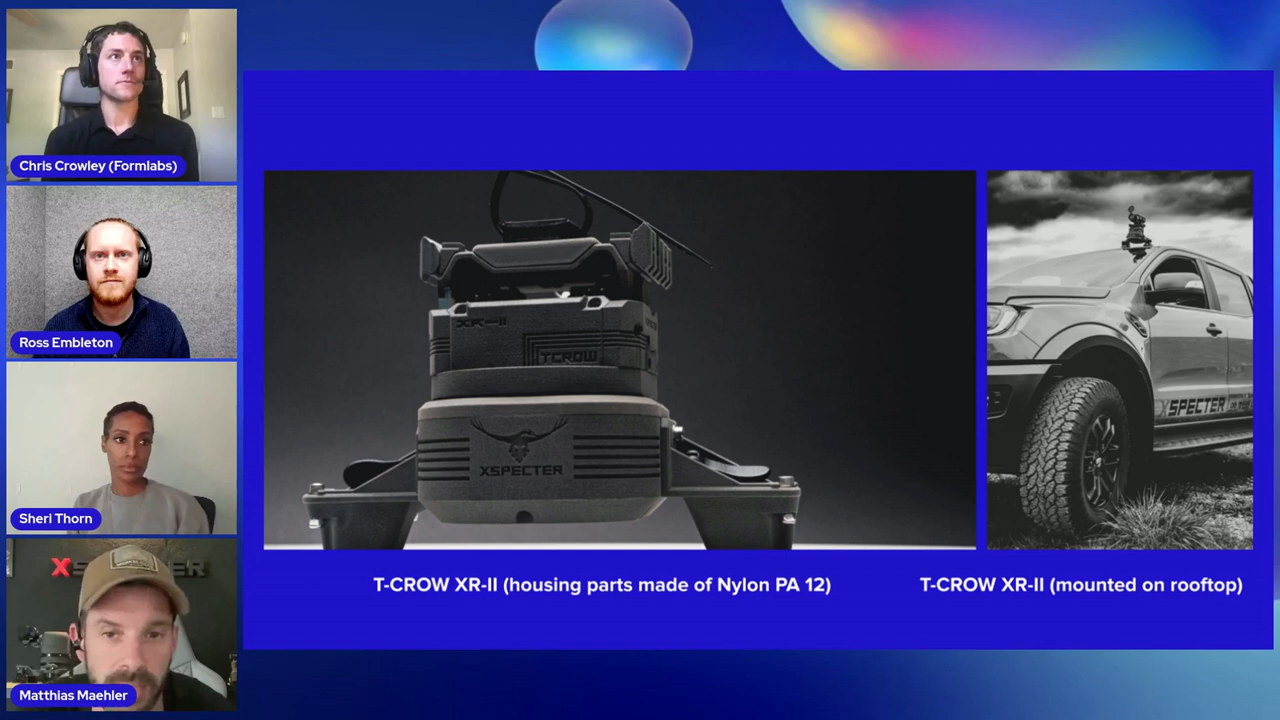 Chris Crowley (Formlabs)
Ross Embleton
Sheri Thorn
Matthias Maehler
XR-II
TCROW
XSPECTER
XSPECTER
T-CROW XR-II (housing parts made of Nylon PA 12)
T-CROW XR-II (mounted on rooftop)